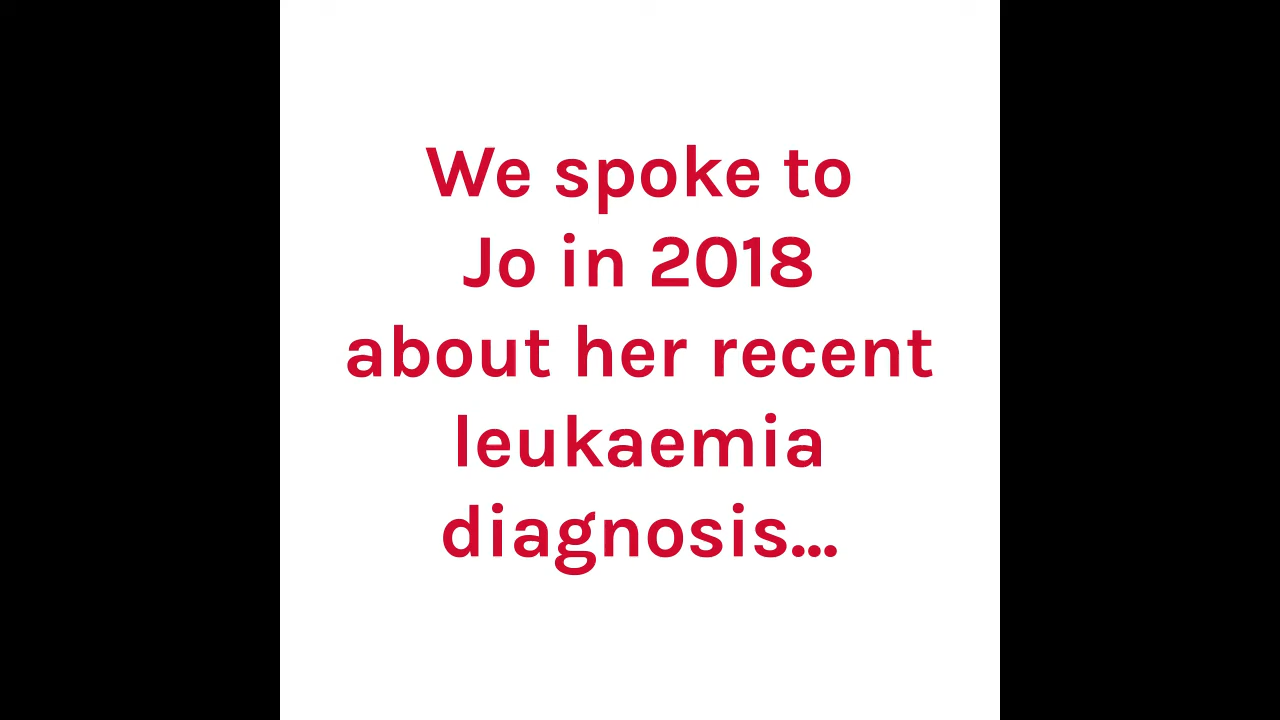 We spoke to
Jo in 2018
about her recent
leukaemia
diagnosis...